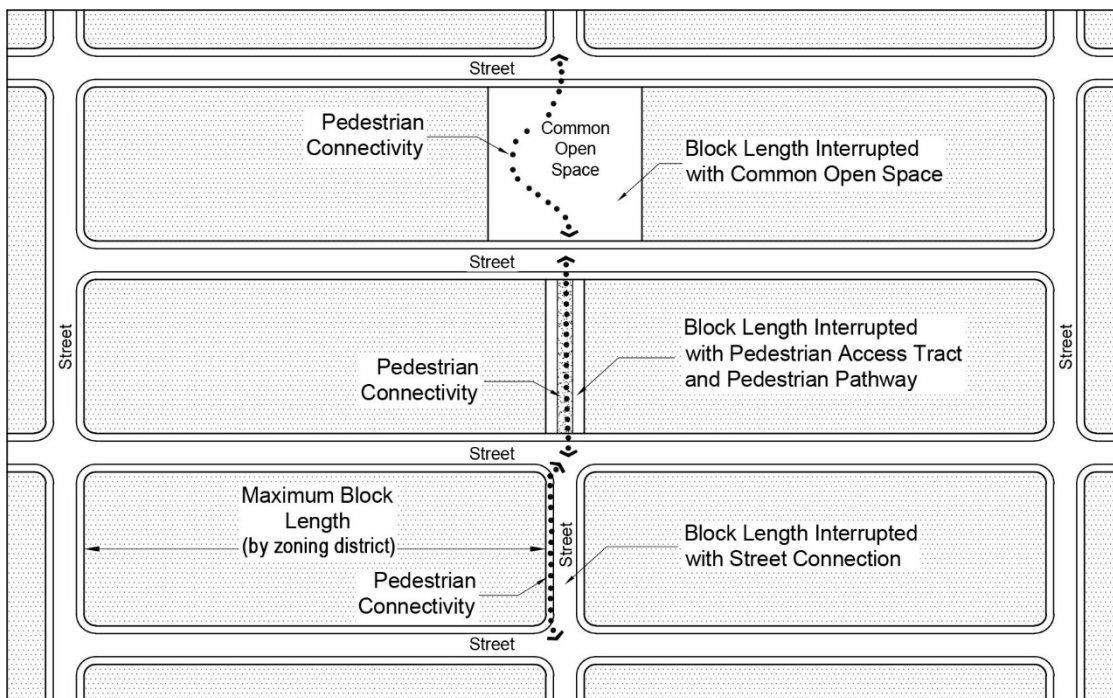 Street
Pedestrian
Connectivity
Common
Open
Space
Block Length Interrupted
with Common Open Space
Street
Street
Street
Pedestrian
Connectivity
Block Length Interrupted
with Pedestrian Access Tract
and Pedestrian Pathway
Street
Maximum Block
Length
(by zoning district)
Street
Pedestrian
Connectivity
Block Length Interrupted
with Street Connection
Street